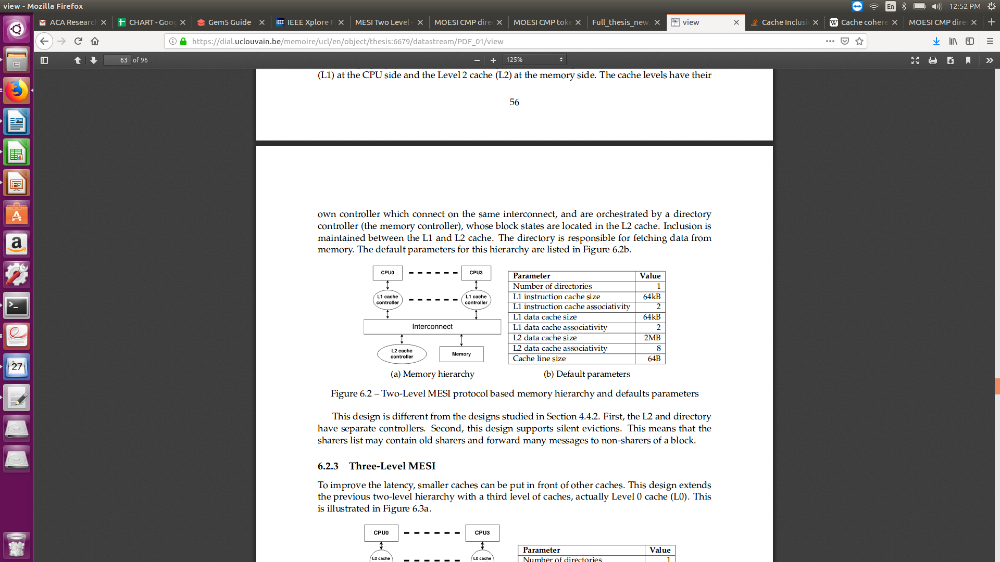 view - Mozilla Firefox
En
12:52 PM
ACA Research
CHART - Goog
Gem5 Guide
IEEE Xplore F
MESI Two Level -
MOESI CMP direc
MOESI CMP toke
Full_thesis_new.
view
Cache Inclusi
Cache cohere
MOESI CMP direc
https://dial.uclouvain.be/memoire/ucl/en/object/thesis:6679/datastream/PDF_01/view
63 of 96
125%
(L1) at the CPU side and the Level 2 cache (L2) at the memory side. The cache levels have their
56
own controller which connect on the same interconnect, and are orchestrated by a directory
controller (the memory controller), whose block states are located in the L2 cache. Inclusion is
maintained between the L1 and L2 cache. The directory is responsible for fetching data from
memory. The default parameters for this hierarchy are listed in Figure 6.2b.
CPU0
CPU3
L1 cache
controller
L1 cache
controller
Interconnect
L2 cache
controller
Memory
(a) Memory hierarchy
Parameter Value
Number of directories 1
L1 instruction cache size 64kB
L1 instruction cache associativity 2
L1 data cache size 64kB
L1 data cache associativity 2
L2 data cache size 2MB
L2 data cache associativity 8
Cache line size 64B
(b) Default parameters
Figure 6.2 – Two-Level MESI protocol based memory hierarchy and defaults parameters
This design is different from the designs studied in Section 4.4.2. First, the L2 and directory
have separate controllers. Second, this design supports silent evictions. This means that the
sharers list may contain old sharers and forward many messages to non-sharers of a block.
6.2.3 Three-Level MESI
To improve the latency, smaller caches can be put in front of other caches. This design extends
the previous two-level hierarchy with a third level of caches, actually Level 0 cache (L0). This
is illustrated in Figure 6.3a.
CPU0
CPU3
L0 cache
L0 cache
Parameter Value
Number of directories 1
27